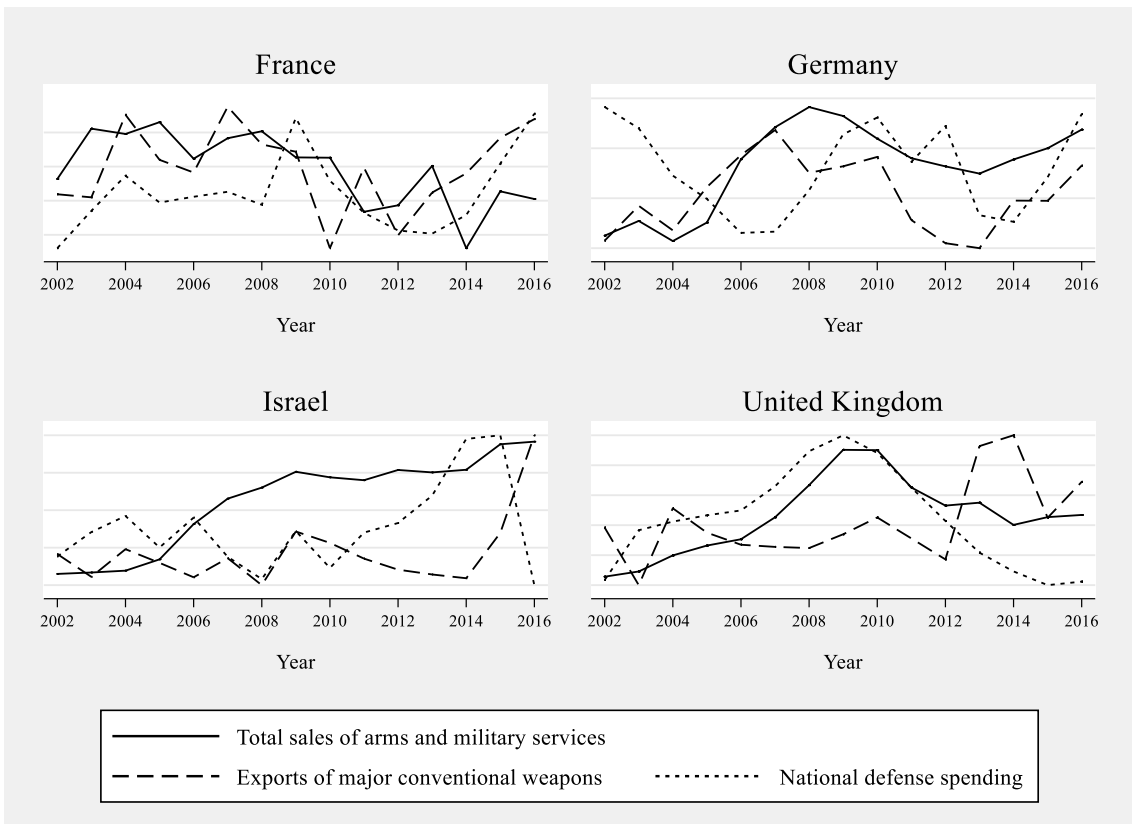 France
Germany
2002 2004 2006 2008 2010 2012 2014 2016
2002 2004 2006 2008 2010 2012 2014 2016
Year
Year
Israel
United Kingdom
2002 2004 2006 2008 2010 2012 2014 2016
2002 2004 2006 2008 2010 2012 2014 2016
Year
Year
Total sales of arms and military services
Exports of major conventional weapons
National defense spending